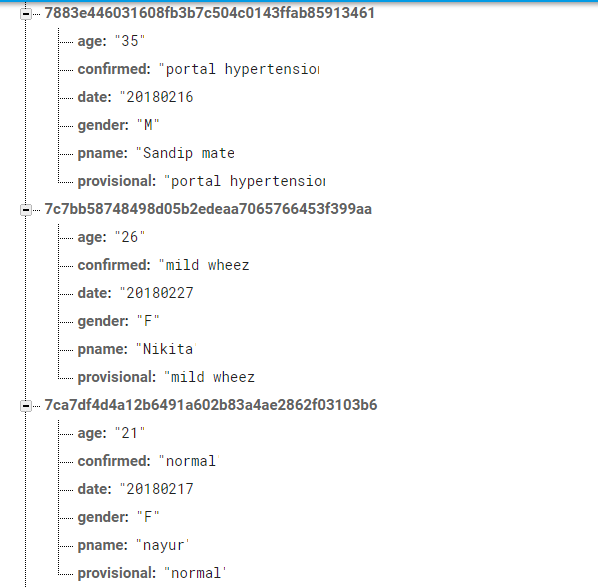 7883e446031608fb3b7c504c0143ffab85913461
age: "35"
confirmed: "portal hypertension
date: "20180216
gender: "M"
pname: "Sandip mate
provisional: "portal hypertension
7c7bb58748498d05b2edeaa7065766453f399aa
age: "26"
confirmed: "mild wheez
date: "20180227
gender: "F"
pname: "Nikita
provisional: "mild wheez
7ca7df4d4a12b6491a602b83a4ae2862f03103b6
age: "21"
confirmed: "normal
date: "20180217
gender: "F"
pname: "nayur'
provisional: "normal'